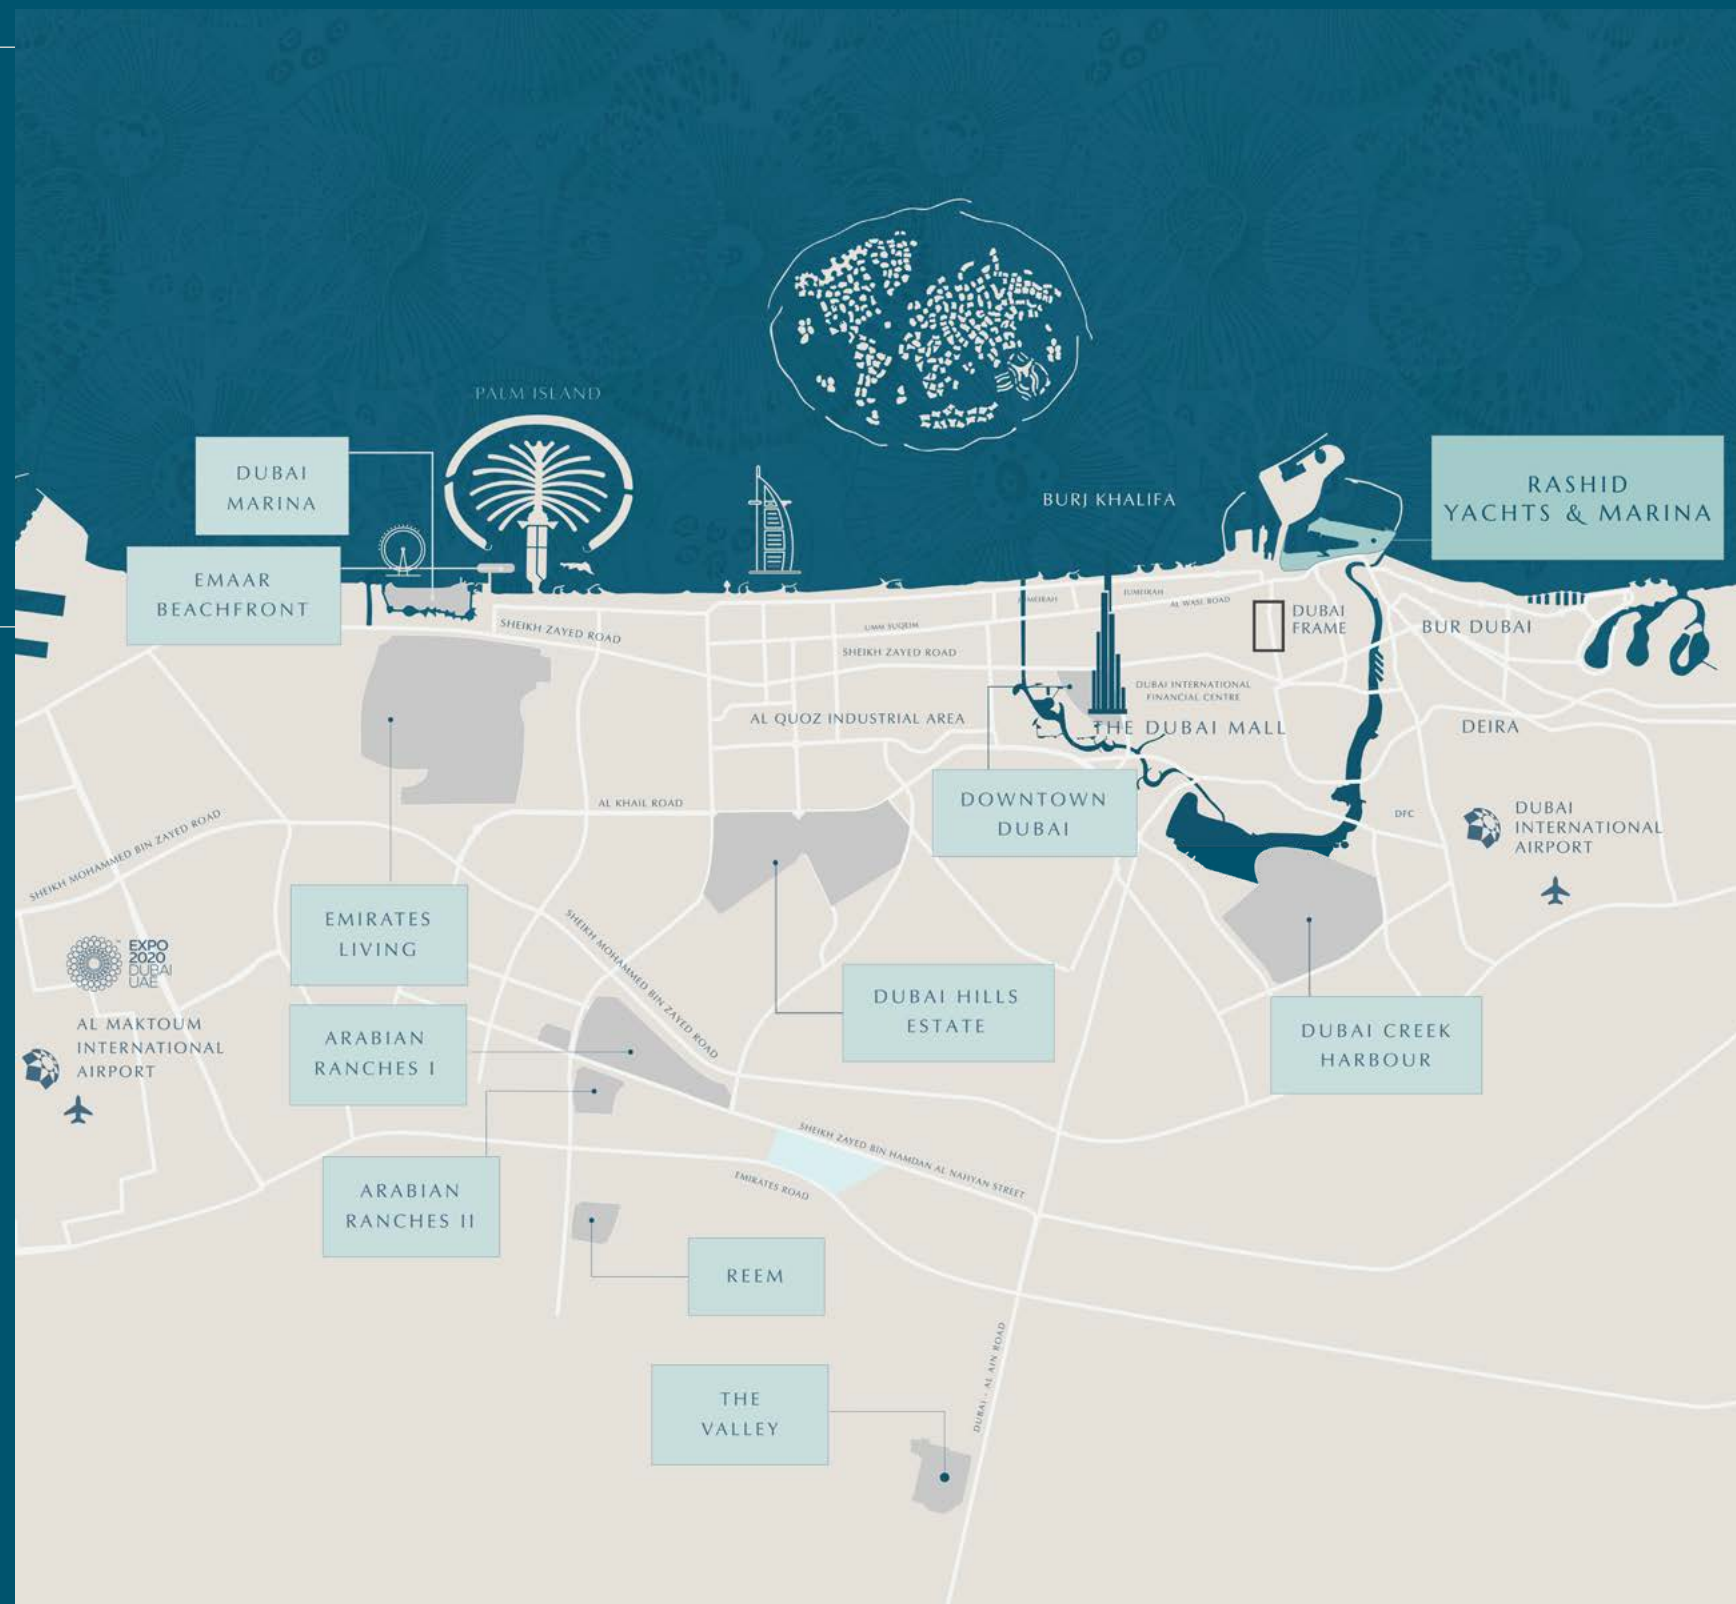 PALM ISLAND
DUBAI
MARINA
EMAAR
BEACHFRONT
BURJ KHALIFA
RASHID
YACHTS & MARINA
SHEIKH ZAYED ROAD
UMM SUQEIM
SHEIKH ZAYED ROAD
JUMEIRAH
JUMEIRAH
AL WASL ROAD
DUBAI
FRAME
BUR DUBAI
DUBAI INTERNATIONAL
FINANCIAL CENTRE
AL QUOZ INDUSTRIAL AREA
THE DUBAI MALL
DEIRA
DOWNTOWN
DUBAI
AL KHAIL ROAD
DFC
DUBAI
INTERNATIONAL
AIRPORT
SHEIKH MOHAMMED BIN ZAYED ROAD
EMIRATES
LIVING
SHEIKH MOHAMMED BIN ZAYED ROAD
EXPO
2020
DUBAI
UAE
AL MAKTOUM
INTERNATIONAL
AIRPORT
ARABIAN
RANCHES I
DUBAI HILLS
ESTATE
DUBAI CREEK
HARBOUR
ARABIAN
RANCHES II
SHEIKH ZAYED BIN HAMDAN AL NAHYAN STREET
EMIRATES ROAD
REEM
DUBAI - AL AIN ROAD
THE
VALLEY